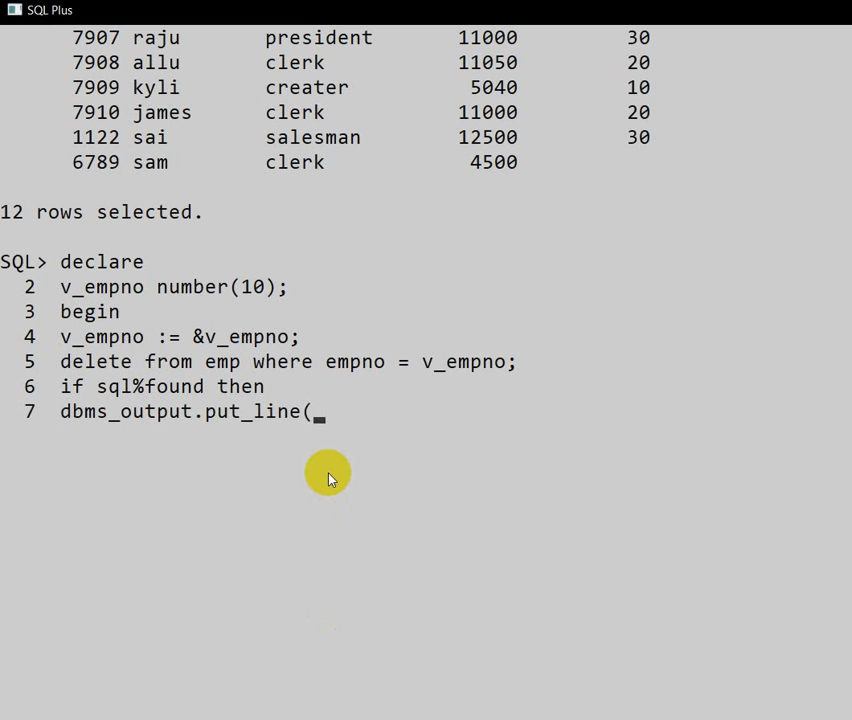 SQL Plus
7907 raju president 11000 30
7908 allu clerk 11050 20
7909 kyli creater 5040 10
7910 james clerk 11000 20
1122 sai salesman 12500 30
6789 sam clerk 4500
12 rows selected.
SQL> declare
2 v_empno number(10);
3 begin
4 v_empno := &v_empno;
5 delete from emp where empno = v_empno;
6 if sql%found then
7 dbms_output.put_line(